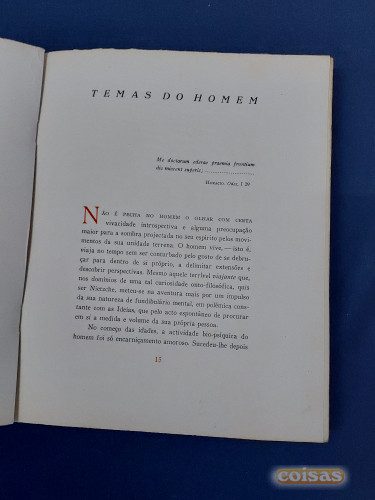 TEMAS DO HOMEM
Me doctarum ederae praemia frontium
dis miscent superis; ......................
HORÁCIO, Odes, I, 29
NÃO É PRENDA NO HOMEM O OLHAR COM CERTA
vivacidade introspectiva e alguma preocupação
maior para a sombra projectada no seu espírito pelos movi-
mentos da sua unidade terrena. O homem vive, — isto é,
viaja no tempo sem ser conturbado pelo gosto de se debru-
çar para dentro de si próprio, a delimitar extensões e
descobrir perspectivas. Mesmo aquele terrível viajante que,
nos domínios de uma tal curiosidade onto-filosófica, quis
ser Nietzsche, meteu-se na aventura mais por um impulso
da sua natureza de fundibulário mental, em polémica cons-
tante com as Ideias, que pelo acto espontâneo de procurar
em si a medida e volume da sua própria pessoa.
No começo das idades, a actividade bio-psíquica do
homem foi só encarniçamento amoroso. Sucedeu-lhe depois
15
coisas